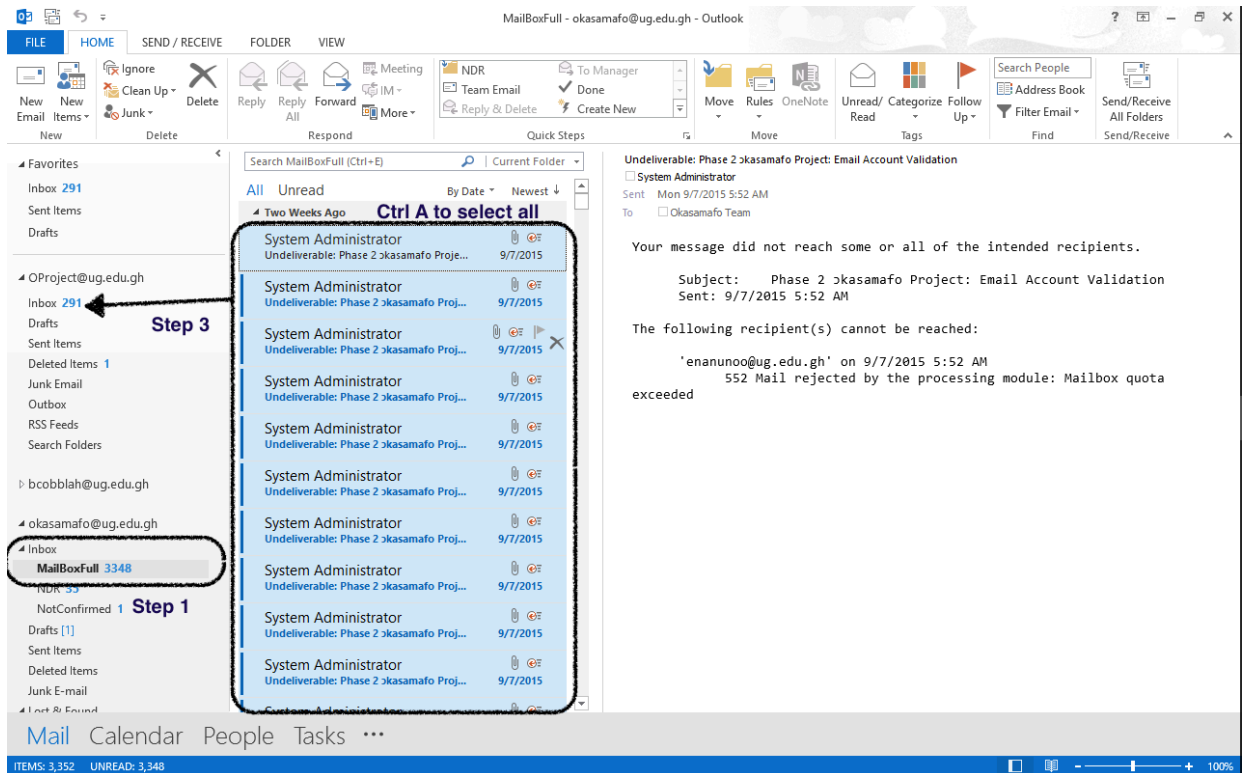 MailBoxFull - okasamafo@ug.edu.gh - Outlook
FILE HOME SEND / RECEIVE FOLDER VIEW
New Email
New Items
New
Ignore
Clean Up
Junk
Delete
Delete
Reply
Reply All
Forward
Meeting
IM
More
Respond
NDR
Team Email
Reply & Delete
To Manager
Done
Create New
Quick Steps
Move
Rules
OneNote
Move
Unread/ Read
Categorize
Follow Up
Tags
Search People
Address Book
Filter Email
Find
Send/Receive All Folders
Send/Receive
Favorites
Inbox 291
Sent Items
Drafts
OProject@ug.edu.gh
Inbox 291
Step 3
Drafts
Sent Items
Deleted Items 1
Junk Email
Outbox
RSS Feeds
Search Folders
bcobblah@ug.edu.gh
okasamafo@ug.edu.gh
Inbox
MailBoxFull 3348
NDR 35
NotConfirmed 1
Step 1
Drafts [1]
Sent Items
Deleted Items
Junk E-mail
Lost & Found
Search MailBoxFull (Ctrl+E) Current Folder
All Unread By Date Newest ↓
Two Weeks Ago
Ctrl A to select all
System Administrator
Undeliverable: Phase 2 ɔkasamafo Proje... 9/7/2015
System Administrator
Undeliverable: Phase 2 ɔkasamafo Proj... 9/7/2015
System Administrator
Undeliverable: Phase 2 ɔkasamafo Proj... 9/7/2015
System Administrator
Undeliverable: Phase 2 ɔkasamafo Proj... 9/7/2015
System Administrator
Undeliverable: Phase 2 ɔkasamafo Proj... 9/7/2015
System Administrator
Undeliverable: Phase 2 ɔkasamafo Proj... 9/7/2015
System Administrator
Undeliverable: Phase 2 ɔkasamafo Proj... 9/7/2015
System Administrator
Undeliverable: Phase 2 ɔkasamafo Proj... 9/7/2015
System Administrator
Undeliverable: Phase 2 ɔkasamafo Proj... 9/7/2015
System Administrator
Undeliverable: Phase 2 ɔkasamafo Proj... 9/7/2015
System Administrator
Undeliverable: Phase 2 ɔkasamafo Project: Email Account Validation
System Administrator
Sent Mon 9/7/2015 5:52 AM
To Okasamafo Team
Your message did not reach some or all of the intended recipients.
Subject: Phase 2 ɔkasamafo Project: Email Account Validation
Sent: 9/7/2015 5:52 AM
The following recipient(s) cannot be reached:
'enanunoo@ug.edu.gh' on 9/7/2015 5:52 AM
552 Mail rejected by the processing module: Mailbox quota
exceeded
Mail Calendar People Tasks ...
ITEMS: 3,352 UNREAD: 3,348 100%